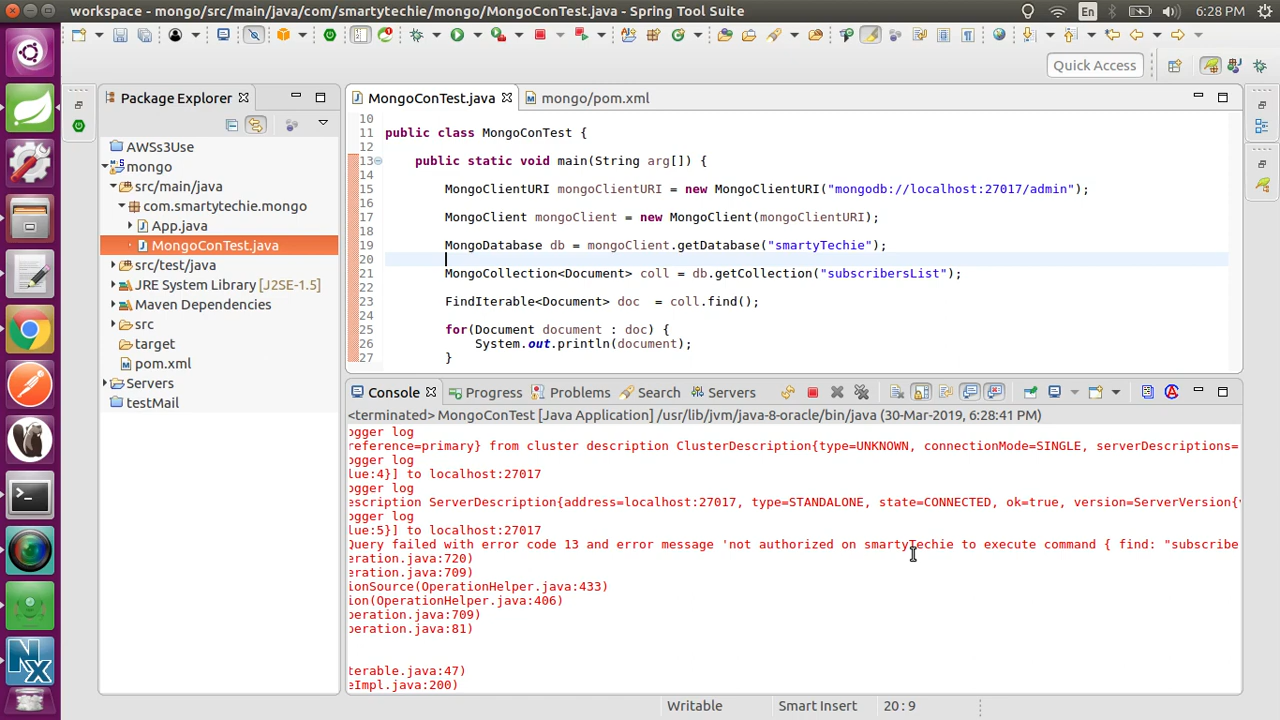 workspace - mongo/src/main/java/com/smartytechie/mongo/MongoConTest.java - Spring Tool Suite
En
6:28 PM
Quick Access
Package Explorer
AWSs3Use
mongo
src/main/java
com.smartytechie.mongo
App.java
MongoConTest.java
src/test/java
JRE System Library [J2SE-1.5]
Maven Dependencies
src
target
pom.xml
Servers
testMail
MongoConTest.java
mongo/pom.xml
10
11 public class MongoConTest {
12
13 public static void main(String arg[]) {
14
15 MongoClientURI mongoClientURI = new MongoClientURI("mongodb://localhost:27017/admin");
16
17 MongoClient mongoClient = new MongoClient(mongoClientURI);
18
19 MongoDatabase db = mongoClient.getDatabase("smartyTechie");
20
21 MongoCollection<Document> coll = db.getCollection("subscribersList");
22
23 FindIterable<Document> doc = coll.find();
24
25 for(Document document : doc) {
26 System.out.println(document);
27 }
Console
Progress
Problems
Search
Servers
<terminated> MongoConTest [Java Application] /usr/lib/jvm/java-8-oracle/bin/java (30-Mar-2019, 6:28:41 PM)
ogger log
reference=primary} from cluster description ClusterDescription{type=UNKNOWN, connectionMode=SINGLE, serverDescriptions=
ogger log
lue:4}] to localhost:27017
ogger log
escription ServerDescription{address=localhost:27017, type=STANDALONE, state=CONNECTED, ok=true, version=ServerVersion{
ogger log
lue:5}] to localhost:27017
Query failed with error code 13 and error message 'not authorized on smartyTechie to execute command { find: "subscribe
eration.java:720)
eration.java:709)
ionSource(OperationHelper.java:433)
ion(OperationHelper.java:406)
peration.java:709)
peration.java:81)
terable.java:47)
eImpl.java:200)
Writable
Smart Insert
20 : 9